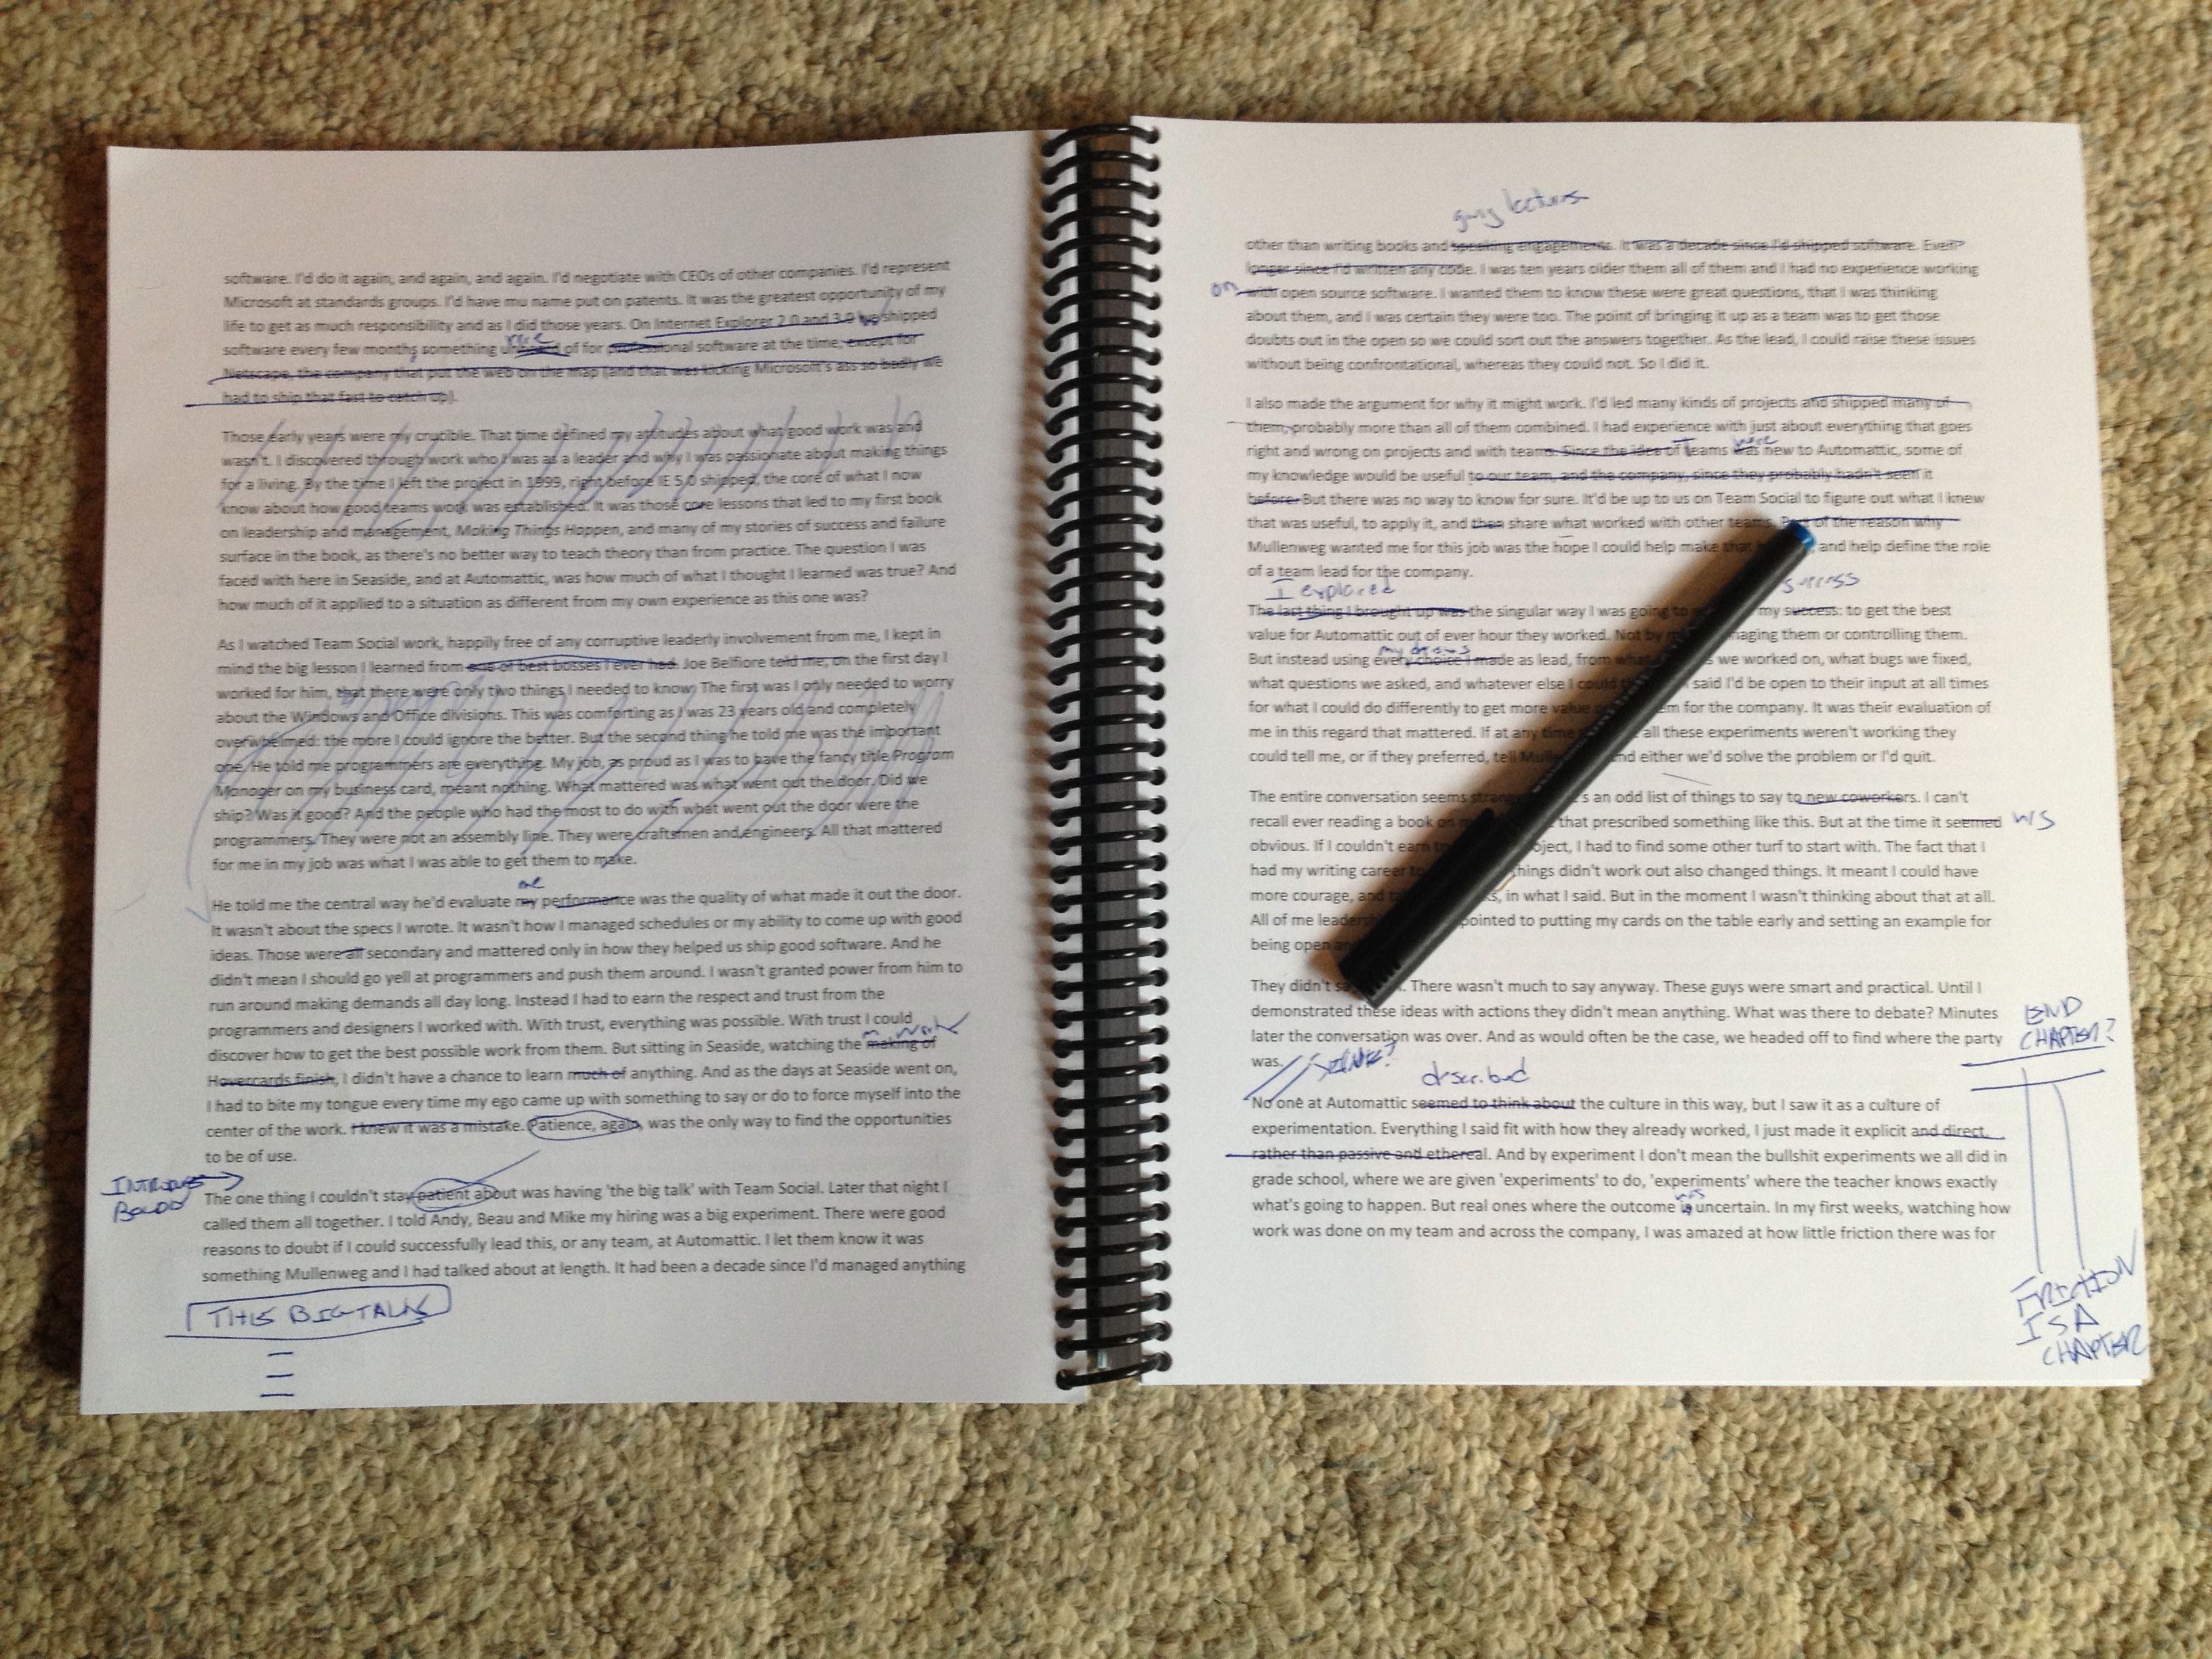 software. I'd do it again, and again, and again. I'd negotiate with CEOs of other companies. I'd represent
Microsoft at standards groups. I'd have mu name put on patents. It was the greatest opportunity of my
life to get as much responsibility and as I did those years. On Internet Explorer 2.0 and 3.0 we shipped
rare
software every few months, something of for professional software at the time, except for
Netscape, the company that put the web on the map (and that was kicking Microsoft's ass so badly we
had to ship that fast to catch up).
Those early years were my crucible. That time defined my attitudes about what good work was and
wasn't. I discovered through work who I was as a leader and why I was passionate about making things
for a living. By the time I left the project in 1999, right before IE 5.0 shipped, the core of what I now
know about how good teams work was established. It was those core lessons that led to my first book
on leadership and management, Making Things Happen, and many of my stories of success and failure
surface in the book, as there's no better way to teach theory than from practice. The question I was
faced with here in Seaside, and at Automattic, was how much of what I thought I learned was true? And
how much of it applied to a situation as different from my own experience as this one was?
As I watched Team Social work, happily free of any corruptive leaderly involvement from me, I kept in
mind the big lesson I learned from one of best bosses I ever had. Joe Belfiore told me, on the first day I
worked for him, that there were only two things I needed to know. The first was I only needed to worry
about the Windows and Office divisions. This was comforting as I was 23 years old and completely
overwhelmed: the more I could ignore the better. But the second thing he told me was the important
one. He told me programmers are everything. My job, as proud as I was to have the fancy title Program
Manager on my business card, meant nothing. What mattered was what went out the door. Did we
ship? Was it good? And the people who had the most to do with what went out the door were the
programmers. They were not an assembly line. They were craftsmen and engineers. All that mattered
for me in my job was what I was able to get them to make.
me
He told me the central way he'd evaluate my performance was the quality of what made it out the door.
It wasn't about the specs I wrote. It wasn't how I managed schedules or my ability to come up with good
ideas. Those were all secondary and mattered only in how they helped us ship good software. And he
didn't mean I should go yell at programmers and push them around. I wasn't granted power from him to
run around making demands all day long. Instead I had to earn the respect and trust from the
programmers and designers I worked with. With trust, everything was possible. With trust I could
work
discover how to get the best possible work from them. But sitting in Seaside, watching the making of
Hovercards finish, I didn't have a chance to learn much of anything. And as the days at Seaside went on,
I had to bite my tongue every time my ego came up with something to say or do to force myself into the
center of the work. I knew it was a mistake. Patience, again, was the only way to find the opportunities
to be of use.
The one thing I couldn't stay patient about was having 'the big talk' with Team Social. Later that night I
called them all together. I told Andy, Beau and Mike my hiring was a big experiment. There were good
reasons to doubt if I could successfully lead this, or any team, at Automattic. I let them know it was
something Mullenweg and I had talked about at length. It had been a decade since I'd managed anything
THIS BIG TALK
giving lectures
other than writing books and speaking engagements. It was a decade since I'd shipped software. Even
longer since I'd written any code. I was ten years older them all of them and I had no experience working
on
with open source software. I wanted them to know these were great questions, that I was thinking
about them, and I was certain they were too. The point of bringing it up as a team was to get those
doubts out in the open so we could sort out the answers together. As the lead, I could raise these issues
without being confrontational, whereas they could not. So I did it.
I also made the argument for why it might work. I'd led many kinds of projects and shipped many of
them, probably more than all of them combined. I had experience with just about everything that goes
were
right and wrong on projects and with teams. Since the idea of teams was new to Automattic, some of
my knowledge would be useful to our team, and the company, since they probably hadn't seen it
before. But there was no way to know for sure. It'd be up to us on Team Social to figure out what I knew
that was useful, to apply it, and then share what worked with other teams. Part of the reason why
Mullenweg wanted me for this job was the hope I could help make that and help define the role
of a team lead for the company.
I explored
success
The last thing I brought up was the singular way I was going to my success: to get the best
value for Automattic out of ever hour they worked. Not by managing them or controlling them.
But instead using every choice I made as lead, from what we worked on, what bugs we fixed,
what questions we asked, and whatever else I could said I'd be open to their input at all times
for what I could do differently to get more value for the company. It was their evaluation of
me in this regard that mattered. If at any time all these experiments weren't working they
could tell me, or if they preferred, tell Mullenweg and either we'd solve the problem or I'd quit.
The entire conversation seems an odd list of things to say to new coworkers. I can't
recall ever reading a book that prescribed something like this. But at the time it seemed was
obvious. If I couldn't earn project, I had to find some other turf to start with. The fact that I
had my writing career things didn't work out also changed things. It meant I could have
more courage, and in what I said. But in the moment I wasn't thinking about that at all.
All of me pointed to putting my cards on the table early and setting an example for
being open
They didn't There wasn't much to say anyway. These guys were smart and practical. Until I
demonstrated these ideas with actions they didn't mean anything. What was there to debate? Minutes
later the conversation was over. And as would often be the case, we headed off to find where the party
was.
END
CHAPTER?
described
No one at Automattic seemed to think about the culture in this way, but I saw it as a culture of
experimentation. Everything I said fit with how they already worked, I just made it explicit and direct,
rather than passive and ethereal. And by experiment I don't mean the bullshit experiments we all did in
grade school, where we are given 'experiments' to do, 'experiments' where the teacher knows exactly
was
what's going to happen. But real ones where the outcome is uncertain. In my first weeks, watching how
work was done on my team and across the company, I was amazed at how little friction there was for
FRICTION
IS A
CHAPTER